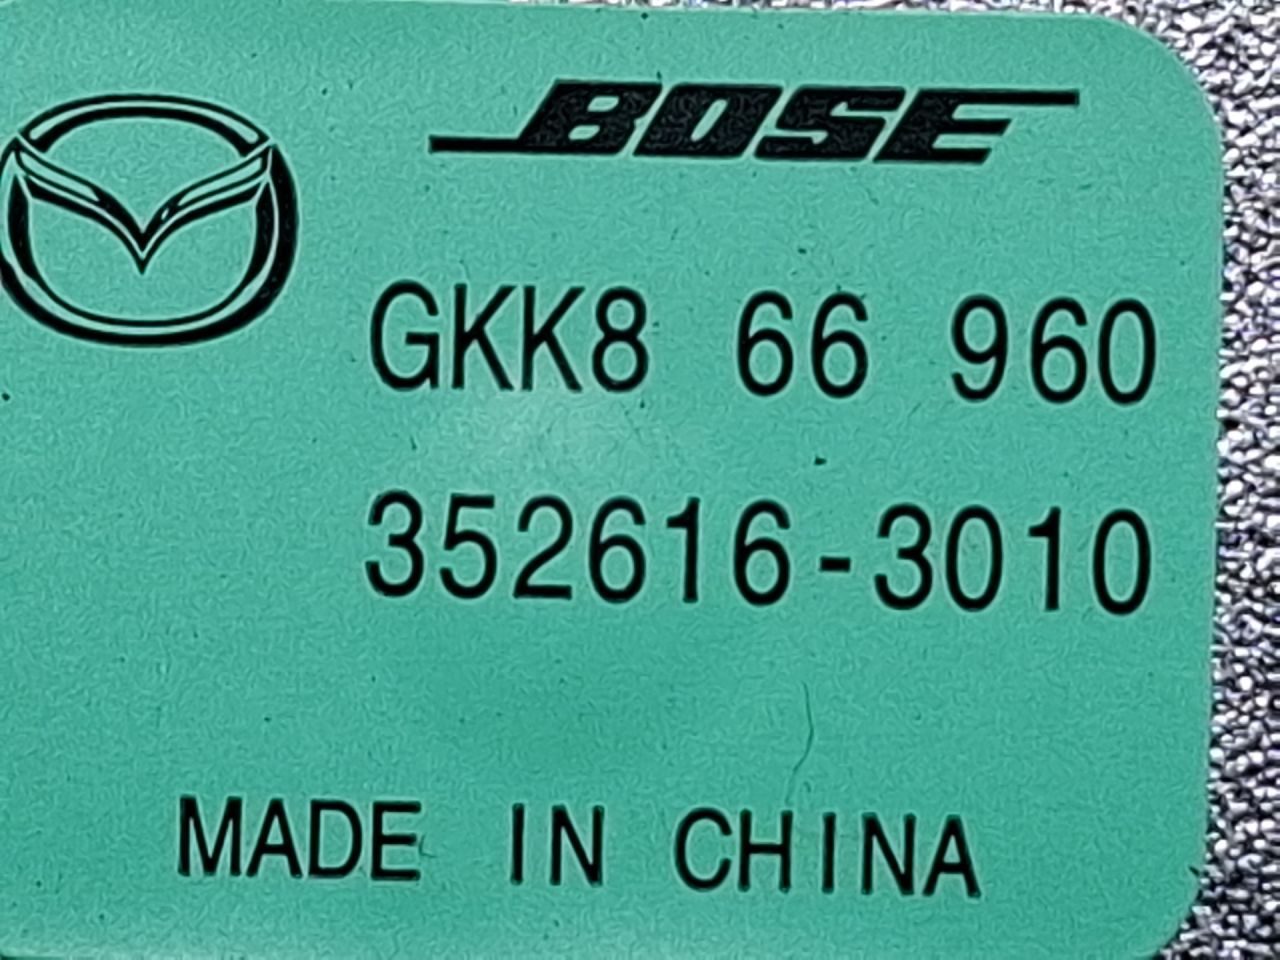 BOSE
GKK8 66 960
352616-3010
MADE IN CHINA